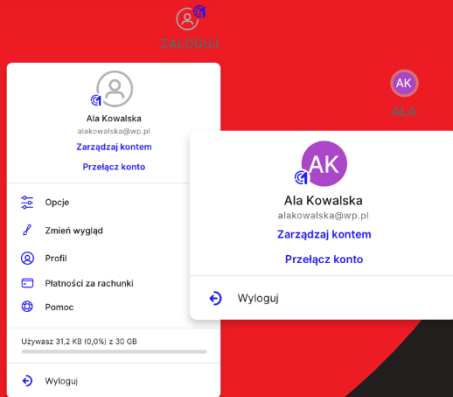 ZALOGUJ
Ala Kowalska
alakowalska@wp.pl
Zarządzaj kontem
Przełącz konto
Opcje
Zmień wygląd
Profil
Płatności za rachunki
Pomoc
Używasz 31,2 KB (0,0%) z 30 GB
Wyloguj
AK
ALA
AK
Ala Kowalska
alakowalska@wp.pl
Zarządzaj kontem
Przełącz konto
Wyloguj